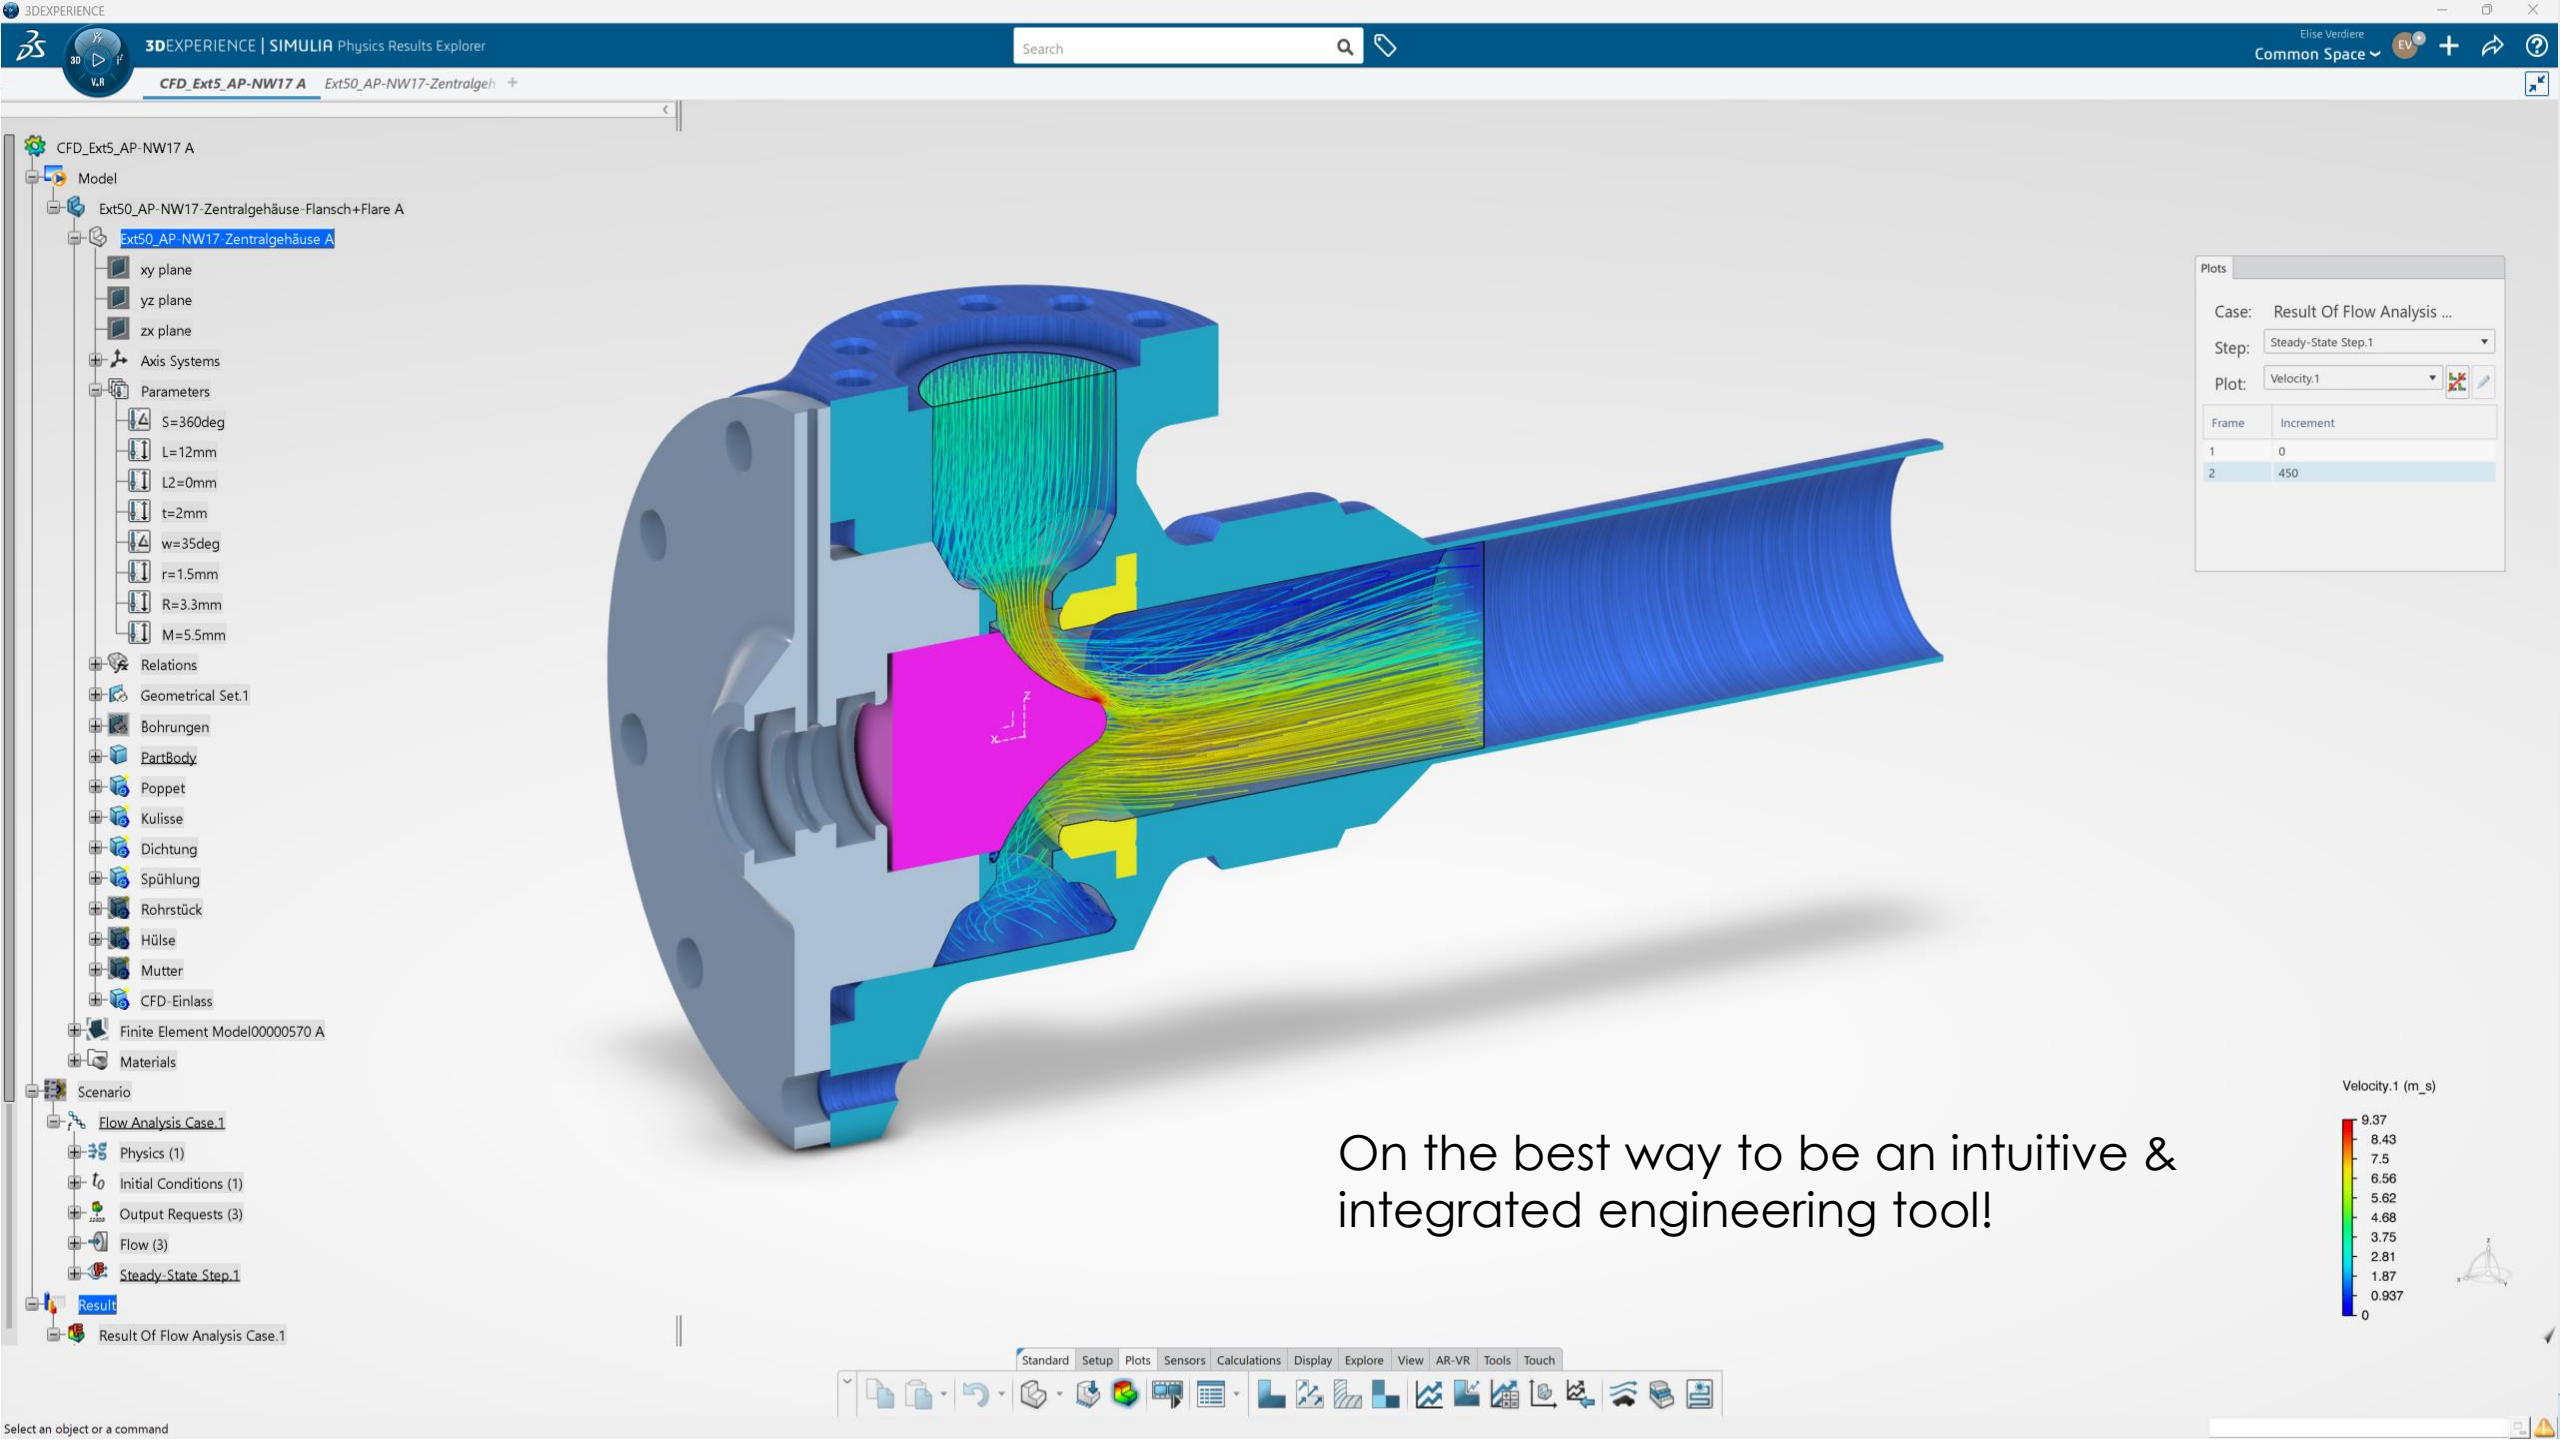 3DEXPERIENCE
3DEXPERIENCE | SIMULIA Physics Results Explorer
3D
V+R
Search
Elise Verdiere
Common Space
EV
CFD_Ext5_AP-NW17 A
Ext50_AP-NW17-Zentralgeh
CFD_Ext5_AP-NW17 A
Model
Ext50_AP-NW17-Zentralgehäuse-Flansch+Flare A
Ext50_AP-NW17-Zentralgehäuse A
xy plane
yz plane
zx plane
Axis Systems
Parameters
S=360deg
L=12mm
L2=0mm
t=2mm
w=35deg
r=1.5mm
R=3.3mm
M=5.5mm
Relations
Geometrical Set.1
Bohrungen
PartBody
Poppet
Kulisse
Dichtung
Spühlung
Rohrstück
Hülse
Mutter
CFD-Einlass
Finite Element Model00000570 A
Materials
Scenario
Flow Analysis Case.1
Physics (1)
Initial Conditions (1)
Output Requests (3)
Flow (3)
Steady-State Step.1
Result
Result Of Flow Analysis Case.1
Z
X
Plots
Case: Result Of Flow Analysis ...
Step: Steady-State Step.1
Plot: Velocity.1
Frame Increment
1 0
2 450
On the best way to be an intuitive &
integrated engineering tool!
Velocity.1 (m_s)
9.37
8.43
7.5
6.56
5.62
4.68
3.75
2.81
1.87
0.937
0
Standard Setup Plots Sensors Calculations Display Explore View AR-VR Tools Touch
Select an object or a command